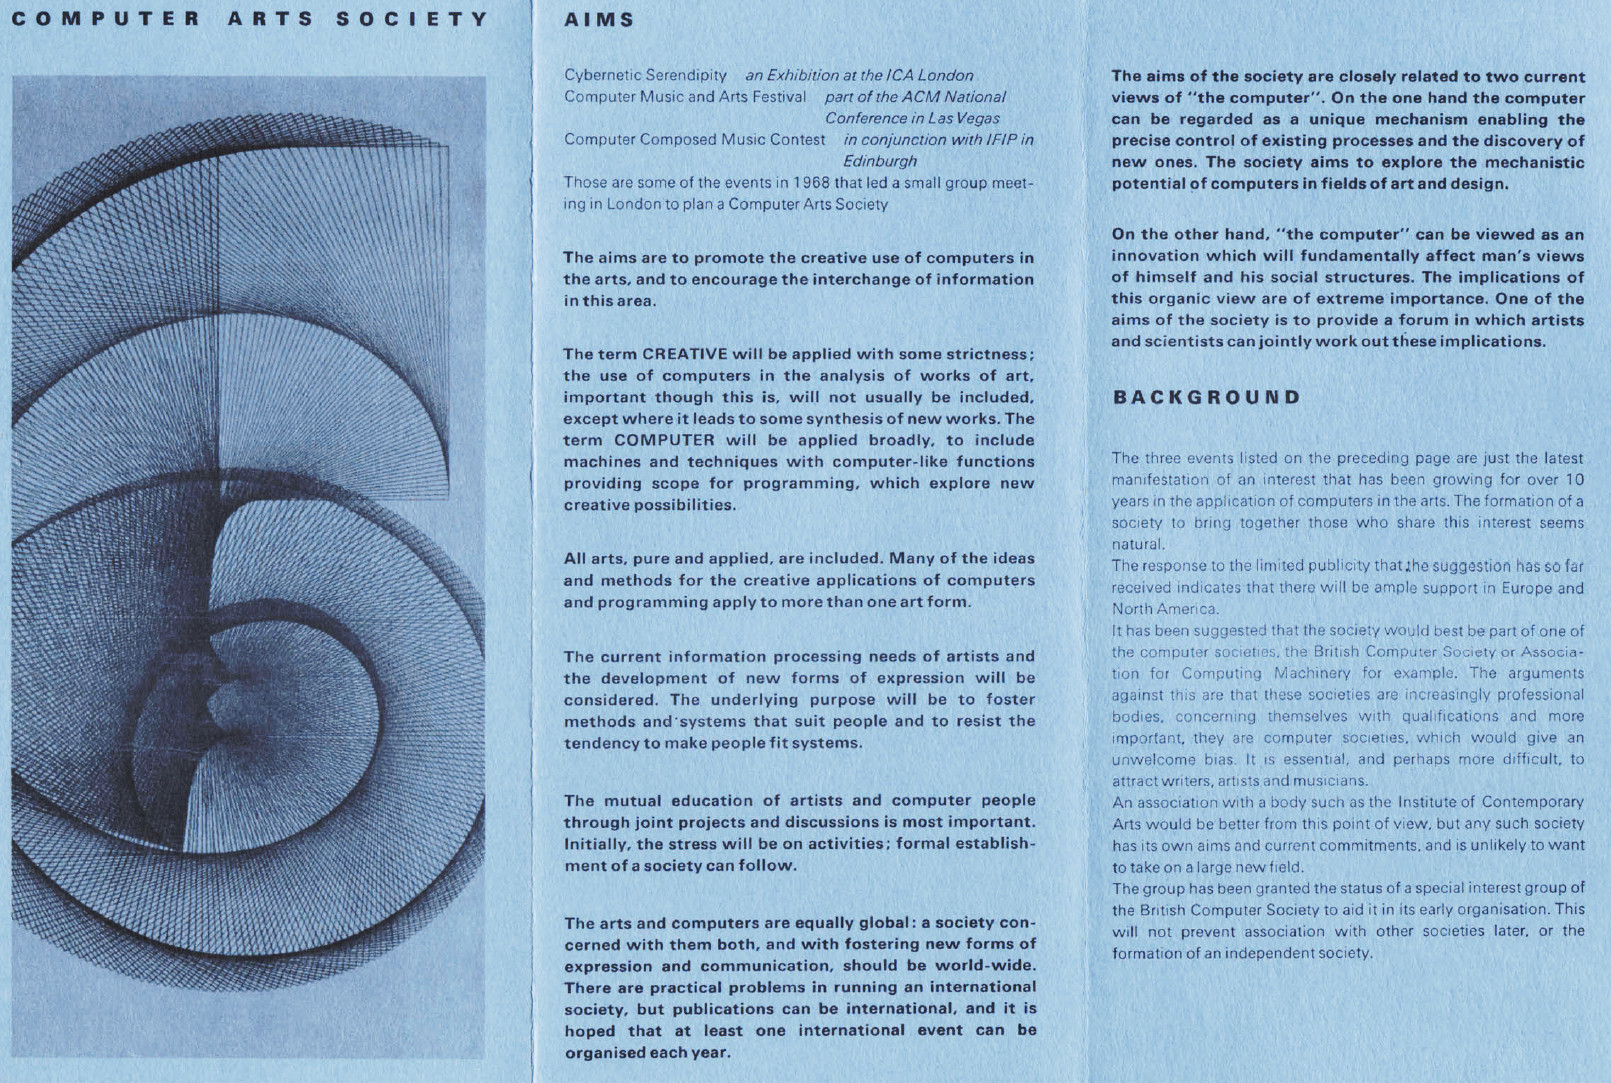 COMPUTER ARTS SOCIETY
AIMS
Cybernetic Serendipity an Exhibition at the ICA London
Computer Music and Arts Festival part of the ACM National
Conference in Las Vegas
Computer Composed Music Contest in conjunction with IFIP in
Edinburgh
Those are some of the events in 1968 that led a small group meet-
ing in London to plan a Computer Arts Society
The aims are to promote the creative use of computers in
the arts, and to encourage the interchange of information
in this area.
The term CREATIVE will be applied with some strictness;
the use of computers in the analysis of works of art,
important though this is, will not usually be included,
except where it leads to some synthesis of new works. The
term COMPUTER will be applied broadly, to include
machines and techniques with computer-like functions
providing scope for programming, which explore new
creative possibilities.
All arts, pure and applied, are included. Many of the ideas
and methods for the creative applications of computers
and programming apply to more than one art form.
The current information processing needs of artists and
the development of new forms of expression will be
considered. The underlying purpose will be to foster
methods and systems that suit people and to resist the
tendency to make people fit systems.
The mutual education of artists and computer people
through joint projects and discussions is most important.
Initially, the stress will be on activities; formal establish-
ment of a society can follow.
The arts and computers are equally global: a society con-
cerned with them both, and with fostering new forms of
expression and communication, should be world-wide.
There are practical problems in running an international
society, but publications can be international, and it is
hoped that at least one international event can be
organised each year.
The aims of the society are closely related to two current
views of "the computer". On the one hand the computer
can be regarded as a unique mechanism enabling the
precise control of existing processes and the discovery of
new ones. The society aims to explore the mechanistic
potential of computers in fields of art and design.
On the other hand, "the computer" can be viewed as an
innovation which will fundamentally affect man's views
of himself and his social structures. The implications of
this organic view are of extreme importance. One of the
aims of the society is to provide a forum in which artists
and scientists can jointly work out these implications.
BACKGROUND
The three events listed on the preceding page are just the latest
manifestation of an interest that has been growing for over 10
years in the application of computers in the arts. The formation of a
society to bring together those who share this interest seems
natural.
The response to the limited publicity that the suggestion has so far
received indicates that there will be ample support in Europe and
North America.
It has been suggested that the society would best be part of one of
the computer societies, the British Computer Society or Associa-
tion for Computing Machinery for example. The arguments
against this are that these societies are increasingly professional
bodies, concerning themselves with qualifications and more
important, they are computer societies, which would give an
unwelcome bias. It is essential, and perhaps more difficult, to
attract writers, artists and musicians.
An association with a body such as the Institute of Contemporary
Arts would be better from this point of view, but any such society
has its own aims and current commitments, and is unlikely to want
to take on a large new field.
The group has been granted the status of a special interest group of
the British Computer Society to aid it in its early organisation. This
will not prevent association with other societies later, or the
formation of an independent society.